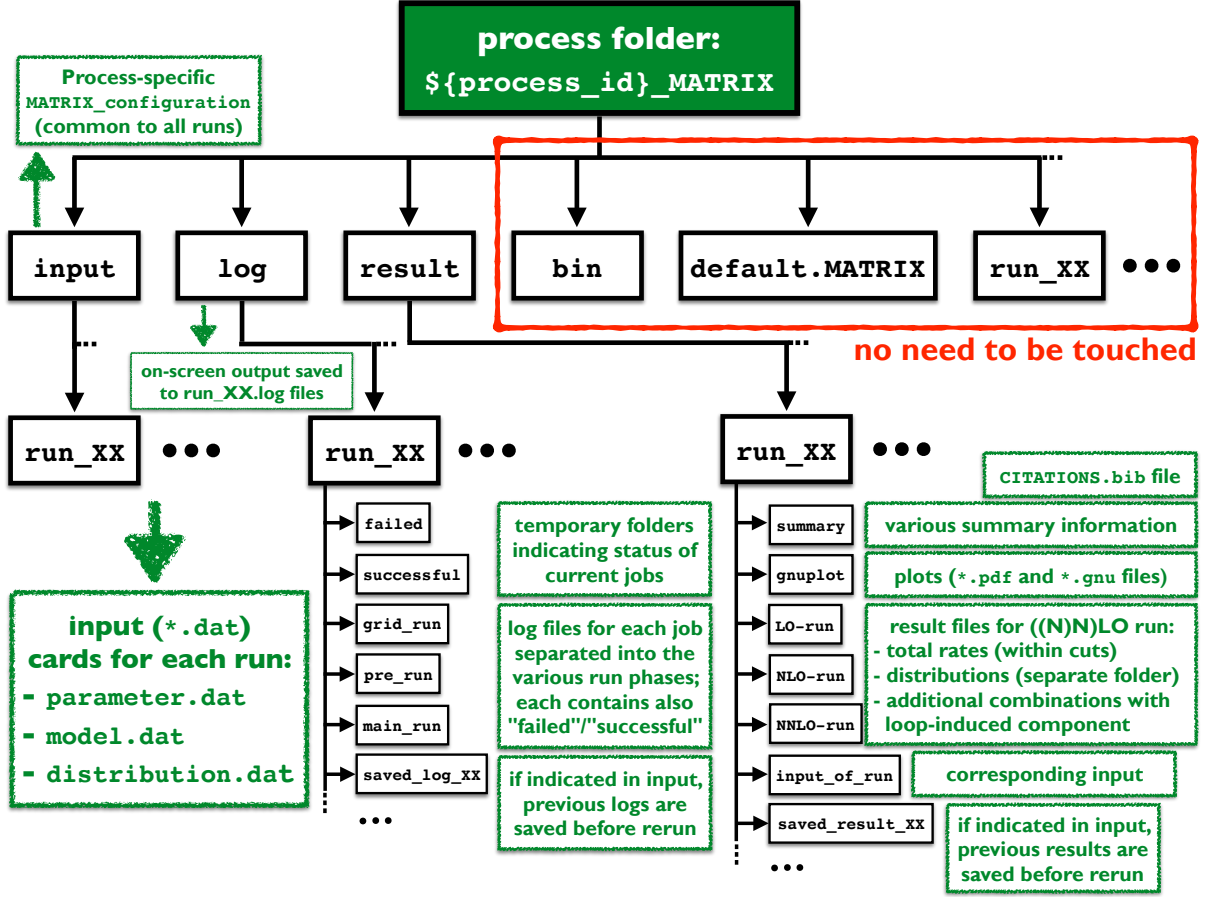 process folder:
${process_id}_MATRIX
Process-specific
MATRIX_configuration
(common to all runs)
input
log
result
bin
default.MATRIX
run_XX
•••
no need to be touched
on-screen output saved
to run_XX.log files
run_XX
•••
run_XX
•••
run_XX
•••
input (*.dat)
cards for each run:
- parameter.dat
- model.dat
- distribution.dat
failed
successful
grid_run
pre_run
main_run
saved_log_XX
•••
temporary folders
indicating status of
current jobs
log files for each job
separated into the
various run phases;
each contains also
"failed"/"successful"
if indicated in input,
previous logs are
saved before rerun
CITATIONS.bib file
summary
various summary information
gnuplot
plots (*.pdf and *.gnu files)
LO-run
NLO-run
NNLO-run
result files for ((N)N)LO run:
- total rates (within cuts)
- distributions (separate folder)
- additional combinations with
loop-induced component
input_of_run
corresponding input
saved_result_XX
•••
if indicated in input,
previous results are
saved before rerun